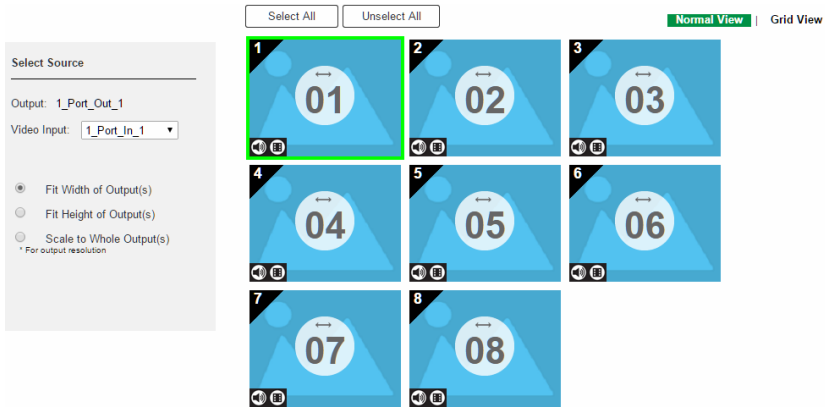 Select All Unselect All
Normal View | Grid View
Select Source
Output: 1_Port_Out_1
Video Input: 1_Port_In_1
Fit Width of Output(s)
Fit Height of Output(s)
Scale to Whole Output(s)
* For output resolution
1 2 3
01 02 03
4 5 6
04 05 06
7 8
07 08